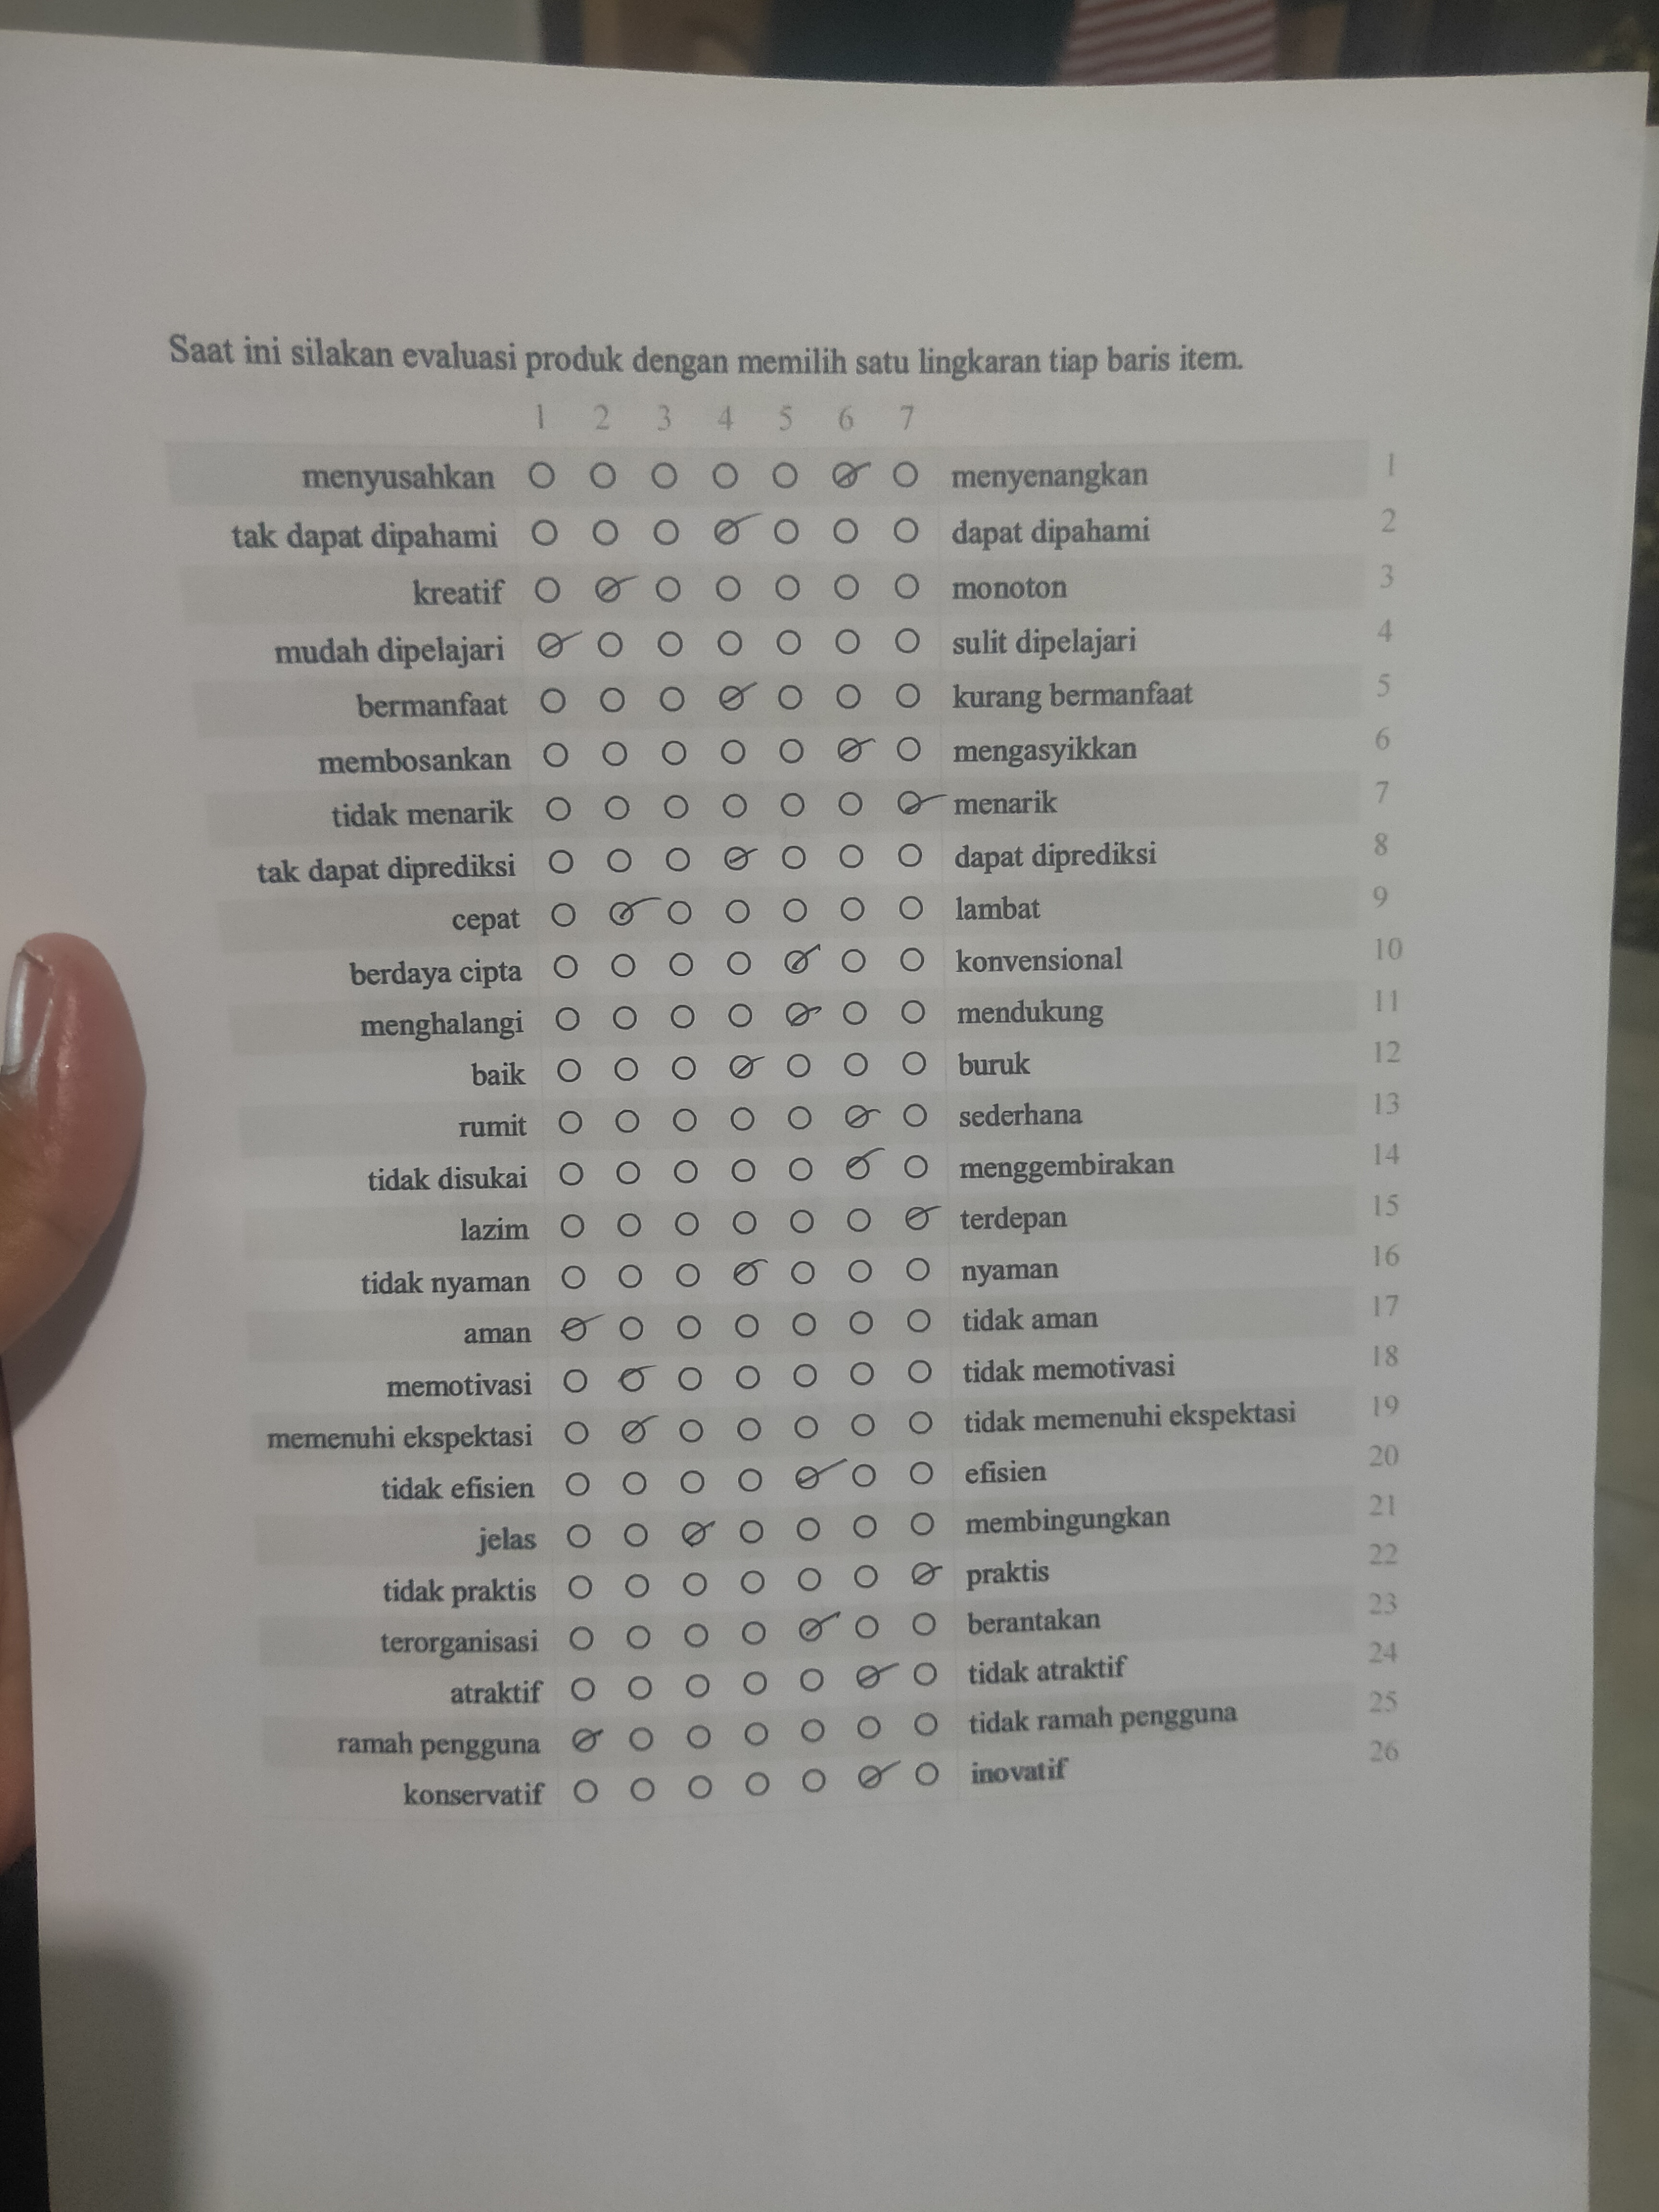 Saat ini silakan evaluasi produk dengan memilih satu lingkaran tiap baris item.
1 2 3 4 5 6 7
menyusahkan menyenangkan 1
tak dapat dipahami dapat dipahami 2
kreatif monoton 3
mudah dipelajari sulit dipelajari 4
bermanfaat kurang bermanfaat 5
membosankan mengasyikkan 6
tidak menarik menarik 7
tak dapat diprediksi dapat diprediksi 8
cepat lambat 9
berdaya cipta konvensional 10
menghalangi mendukung 11
baik buruk 12
rumit sederhana 13
tidak disukai menggembirakan 14
lazim terdepan 15
tidak nyaman nyaman 16
aman tidak aman 17
memotivasi tidak memotivasi 18
memenuhi ekspektasi tidak memenuhi ekspektasi 19
tidak efisien efisien 20
jelas membingungkan 21
tidak praktis praktis 22
terorganisasi berantakan 23
atraktif tidak atraktif 24
ramah pengguna tidak ramah pengguna 25
konservatif inovatif 26